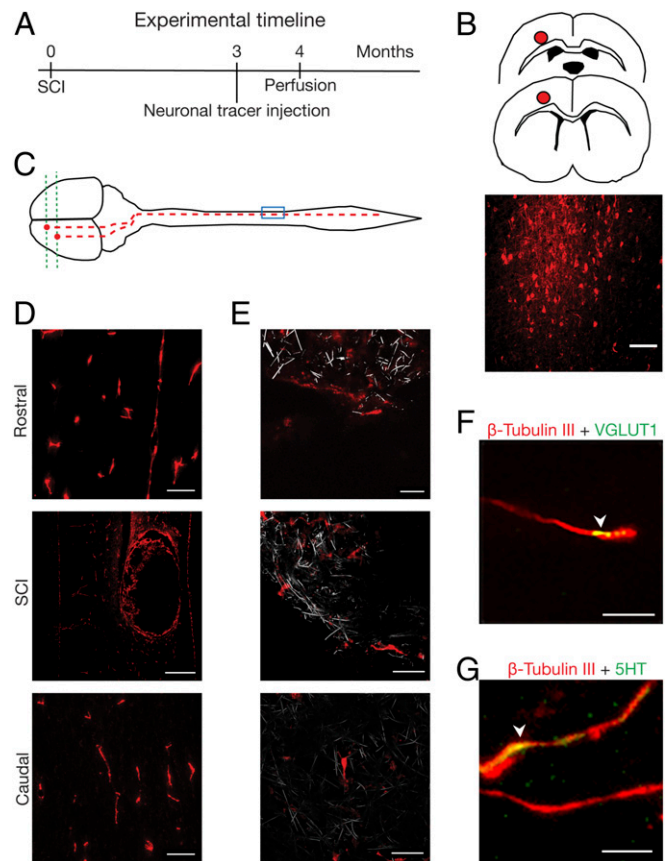 A
Experimental timeline
0 3 4 Months
SCI
Perfusion
Neuronal tracer injection
B
C
D
E
Rostral
SCI
Caudal
F
β-Tubulin III + VGLUT1
G
β-Tubulin III + 5HT